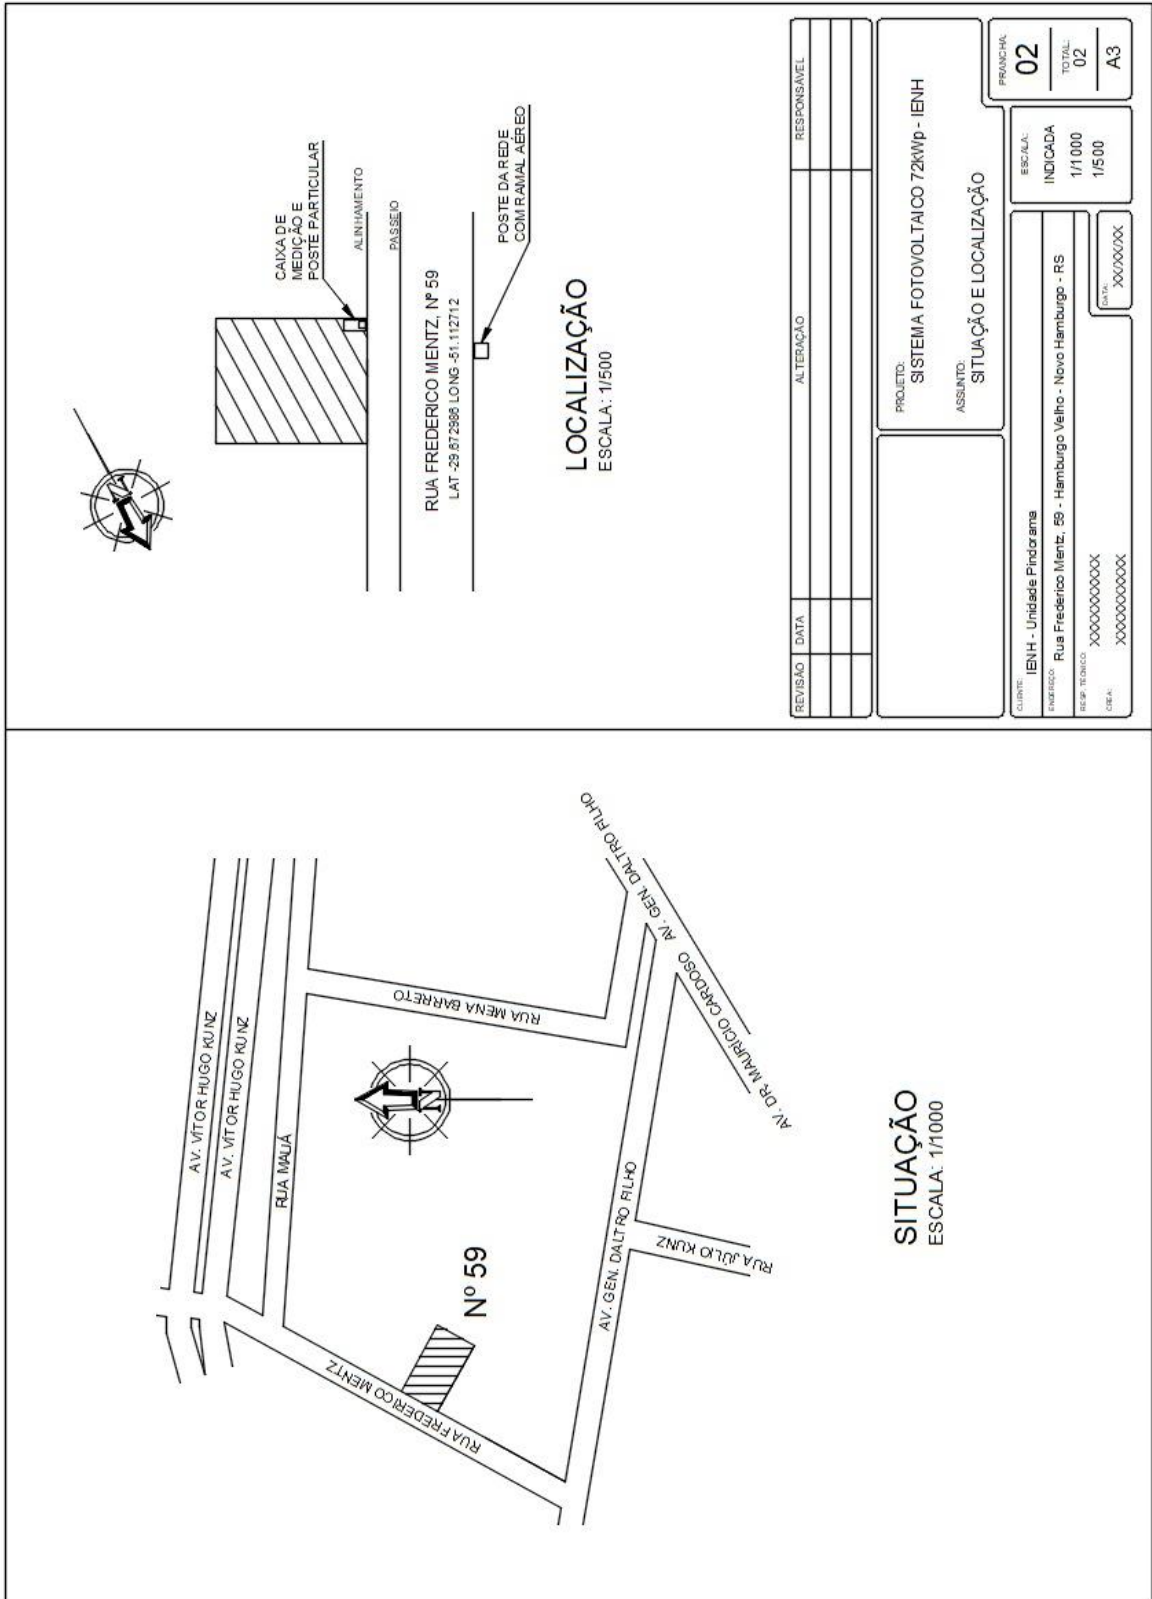 AV. VÍTOR HUGO KUNZ
AV. VÍTOR HUGO KUNZ
RUA MAUÁ
RUA MENA BARRETO
N
RUA FREDERICO MENTZ
Nº 59
AV. GEN. DALTRO FILHO
RUA JÚLIO KUNZ
AV. DR. MAURÍCIO CARDOSO
AV. GEN. DALTRO FILHO
SITUAÇÃO
ESCALA: 1/1000
N
CAIXA DE
MEDIÇÃO E
POSTE PARTICULAR
ALINHAMENTO
PASSEIO
RUA FREDERICO MENTZ, Nº 59
LAT -29.672986 LONG -51.112712
POSTE DA REDE
COM RAMAL AÉREO
LOCALIZAÇÃO
ESCALA: 1/500
REVISÃO DATA ALTERAÇÃO RESPONSÁVEL
PROJETO:
SISTEMA FOTOVOLTAICO 72kWp - IENH
ASSUNTO:
SITUAÇÃO E LOCALIZAÇÃO
CLIENTE:
IENH - Unidade Pindorama
ENDEREÇO:
Rua Frederico Mentz, 59 - Hamburgo Velho - Novo Hamburgo - RS
RESP. TÉCNICO:
XXXXXXXXXXX
CREA:
XXXXXXXXXXX
DATA:
XX/XX/XX
ESCALA:
INDICADA
1/1000
1/500
PRANCHA:
02
TOTAL:
02
A3